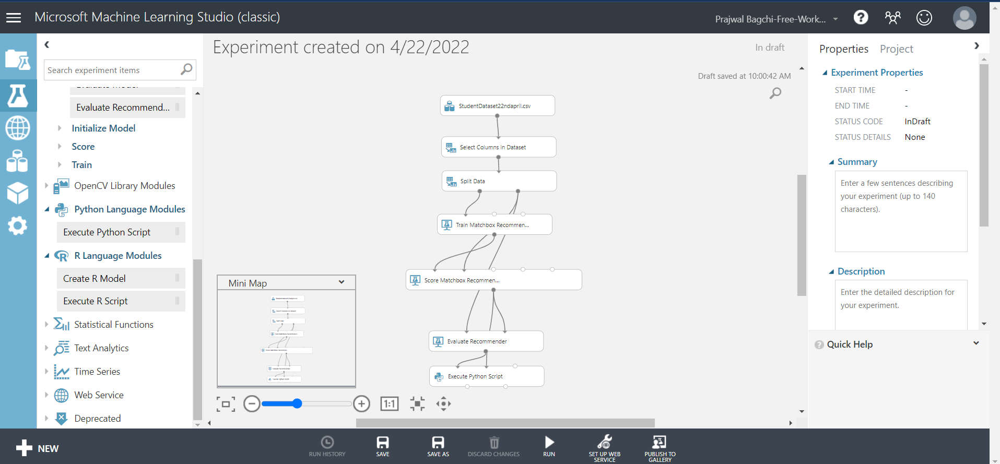 Microsoft Machine Learning Studio (classic)
Prajwal Bagchi-Free-Work...
Search experiment items
Evaluate Model
Evaluate Recommend...
Initialize Model
Score
Train
OpenCV Library Modules
Python Language Modules
Execute Python Script
R Language Modules
Create R Model
Execute R Script
Statistical Functions
Text Analytics
Time Series
Web Service
Deprecated
Experiment created on 4/22/2022
In draft
Draft saved at 10:00:42 AM
StudentDataset22ndapril.csv
Select Columns in Dataset
Split Data
Train Matchbox Recommen...
Score Matchbox Recommen...
Evaluate Recommender
Execute Python Script
Mini Map
1:1
Properties Project
Experiment Properties
START TIME -
END TIME -
STATUS CODE InDraft
STATUS DETAILS None
Summary
Enter a few sentences describing
your experiment (up to 140
characters).
Description
Enter the detailed description for
your experiment.
Quick Help
NEW
RUN HISTORY
SAVE
SAVE AS
DISCARD CHANGES
RUN
SET UP WEB
SERVICE
PUBLISH TO
GALLERY